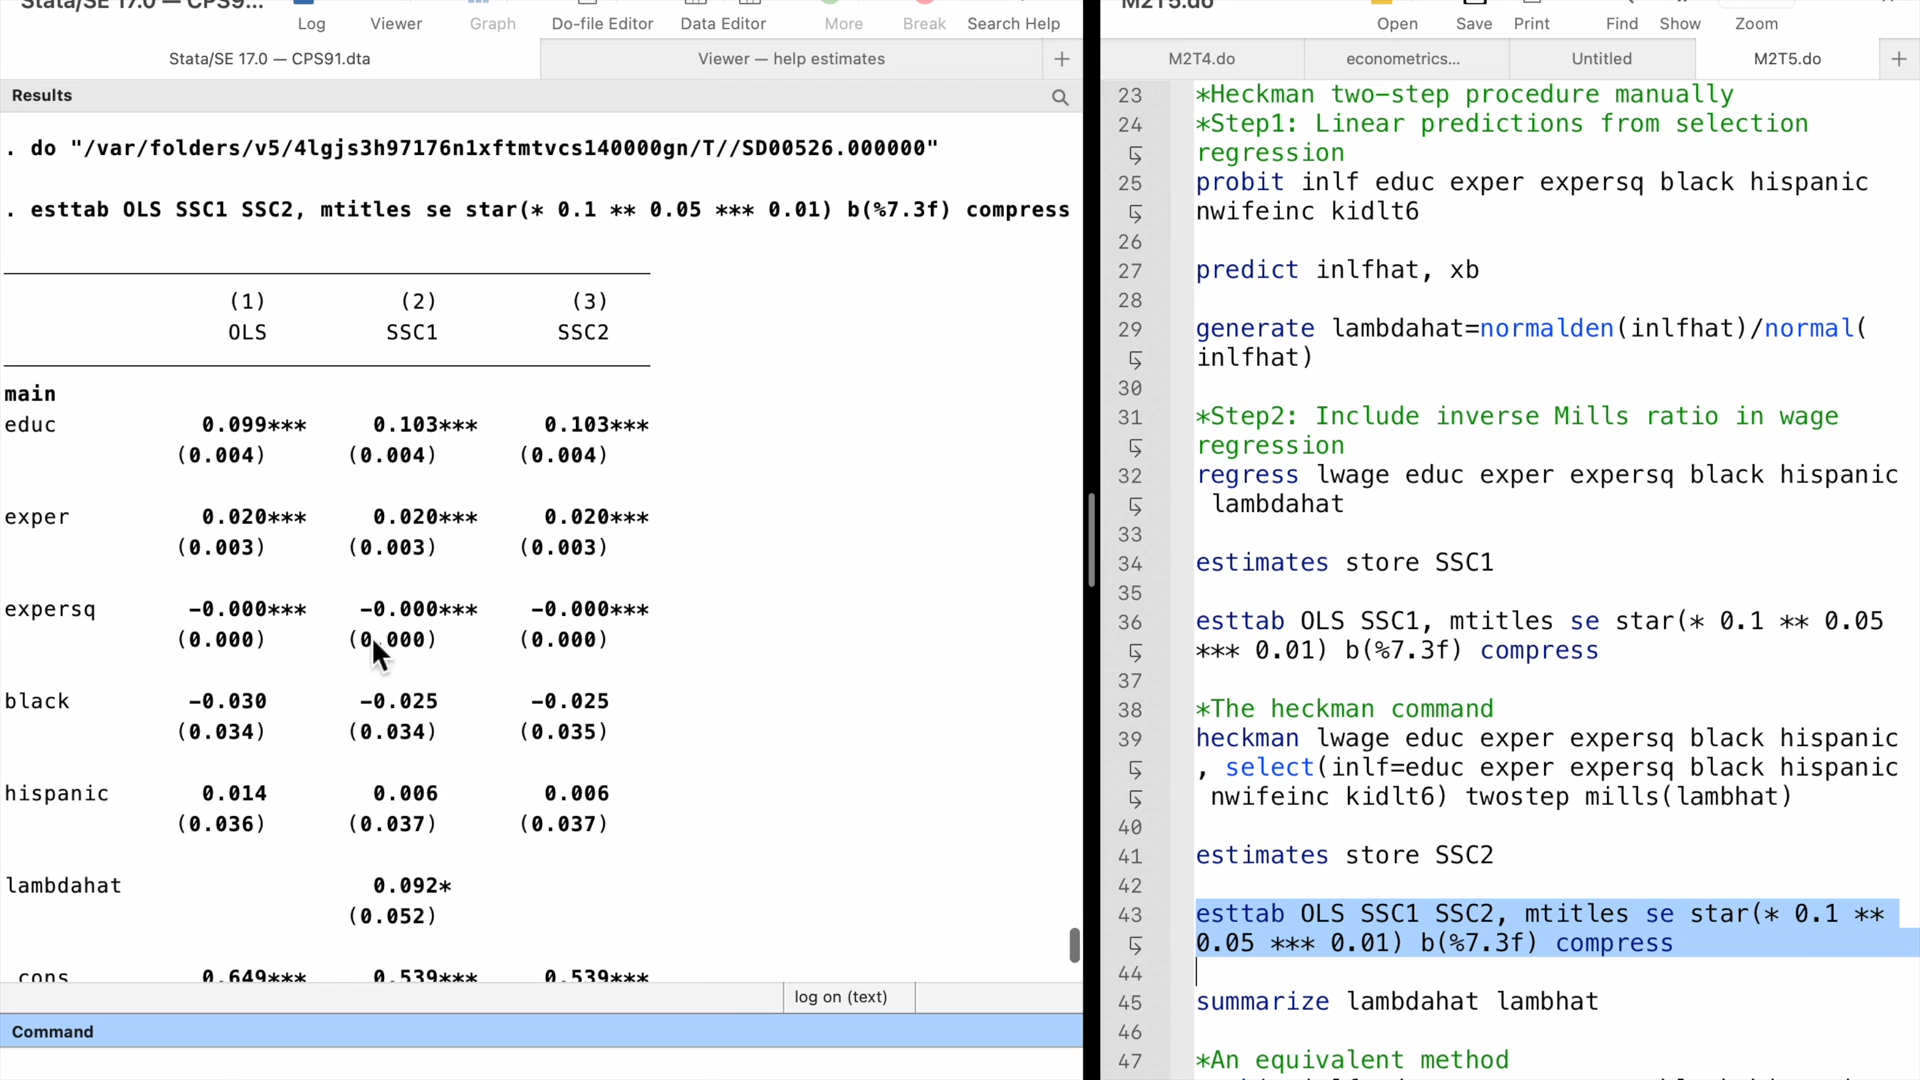 Stata/SE 17.0 — CPS9...
Log Viewer Graph Do-file Editor Data Editor More Break Search Help
Stata/SE 17.0 — CPS91.dta Viewer — help estimates +
Results
. do "/var/folders/v5/4lgjs3h97176n1xftmtvcs140000gn/T//SD00526.000000"
. esttab OLS SSC1 SSC2, mtitles se star(* 0.1 ** 0.05 *** 0.01) b(%7.3f) compress
(1) (2) (3)
OLS SSC1 SSC2
main
educ 0.099*** 0.103*** 0.103***
(0.004) (0.004) (0.004)
exper 0.020*** 0.020*** 0.020***
(0.003) (0.003) (0.003)
expersq -0.000*** -0.000*** -0.000***
(0.000) (0.000) (0.000)
black -0.030 -0.025 -0.025
(0.034) (0.034) (0.035)
hispanic 0.014 0.006 0.006
(0.036) (0.037) (0.037)
lambdahat 0.092*
(0.052)
_cons 0.649*** 0.539*** 0.539***
log on (text)
Command
M2T5.do
Open Save Print Find Show Zoom
M2T4.do econometrics... Untitled M2T5.do +
23 *Heckman two-step procedure manually
24 *Step1: Linear predictions from selection
regression
25 probit inlf educ exper expersq black hispanic
nwifeinc kidlt6
26
27 predict inlfhat, xb
28
29 generate lambdahat=normalden(inlfhat)/normal(
inlfhat)
30
31 *Step2: Include inverse Mills ratio in wage
regression
32 regress lwage educ exper expersq black hispanic
lambdahat
33
34 estimates store SSC1
35
36 esttab OLS SSC1, mtitles se star(* 0.1 ** 0.05
*** 0.01) b(%7.3f) compress
37
38 *The heckman command
39 heckman lwage educ exper expersq black hispanic
, select(inlf=educ exper expersq black hispanic
nwifeinc kidlt6) twostep mills(lambhat)
40
41 estimates store SSC2
42
43 esttab OLS SSC1 SSC2, mtitles se star(* 0.1 **
0.05 *** 0.01) b(%7.3f) compress
44
45 summarize lambdahat lambhat
46
47 *An equivalent method